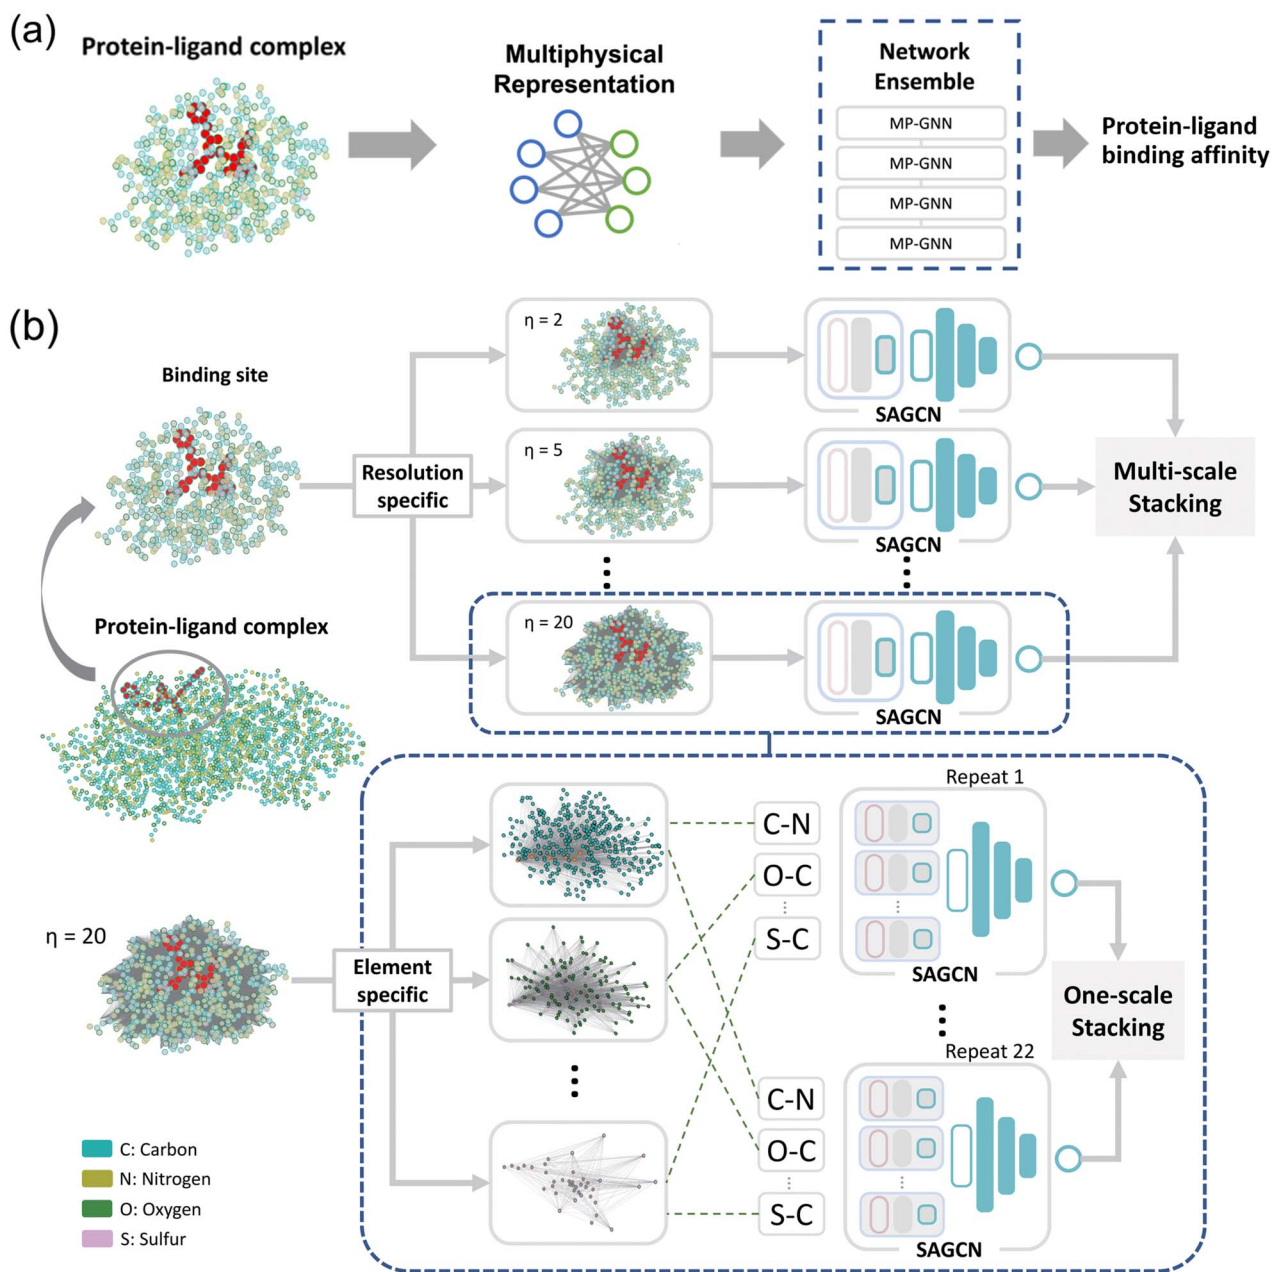 (a)
Protein-ligand complex
Multiphysical
Representation
Network
Ensemble
MP-GNN
MP-GNN
MP-GNN
MP-GNN
Protein-ligand
binding affinity
(b)
Binding site
Protein-ligand complex
Resolution
specific
η = 2
SAGCN
η = 5
SAGCN
η = 20
SAGCN
Multi-scale
Stacking
η = 20
Element
specific
C-N
O-C
S-C
Repeat 1
SAGCN
C-N
O-C
S-C
Repeat 22
SAGCN
One-scale
Stacking
C: Carbon
N: Nitrogen
O: Oxygen
S: Sulfur